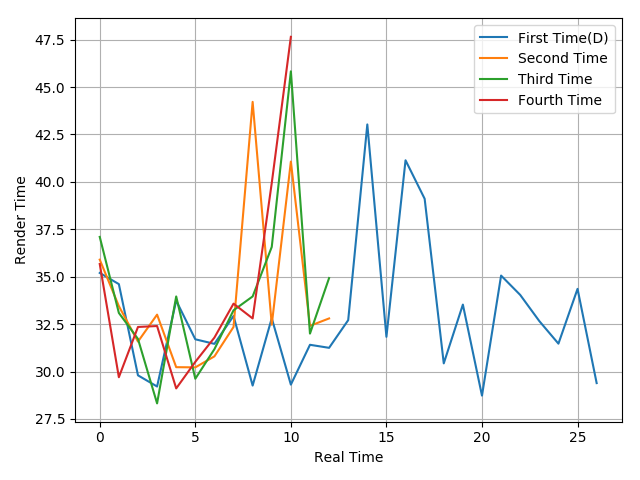 First Time(D)
Second Time
Third Time
Fourth Time
Render Time
47.5
45.0
42.5
40.0
37.5
35.0
32.5
30.0
27.5
0 5 10 15 20 25
Real Time